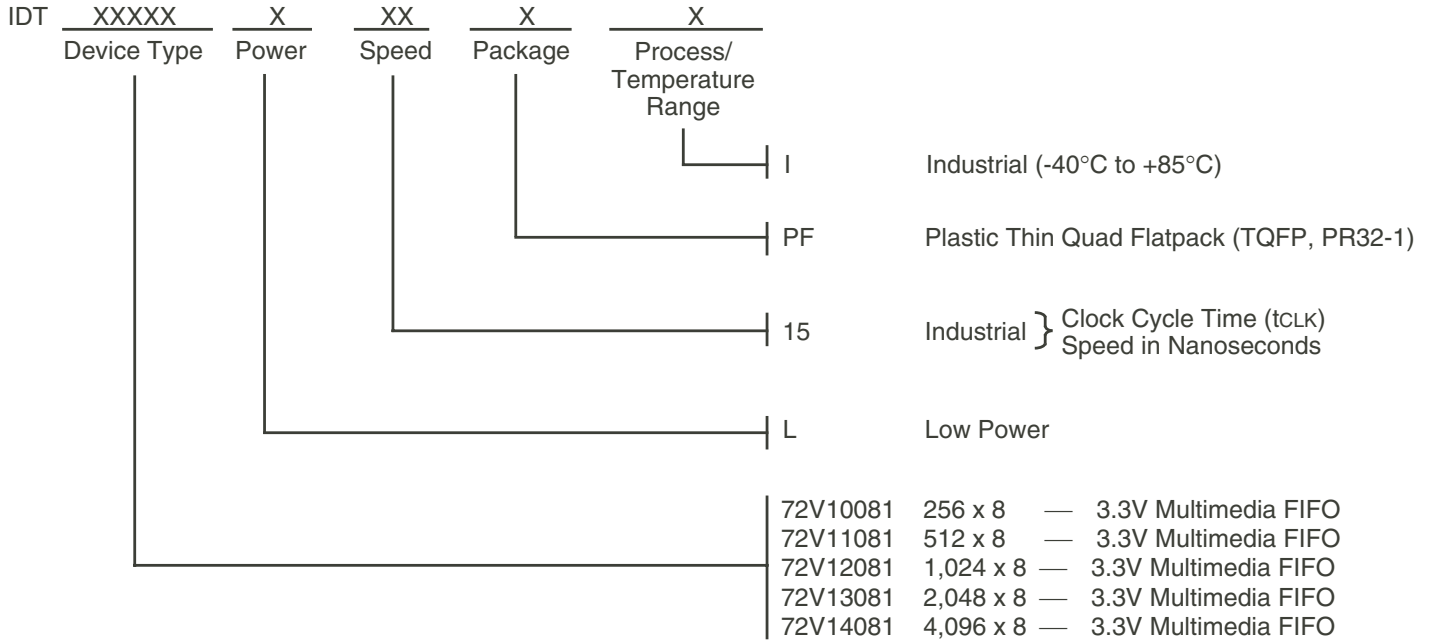 IDT XXXXX X XX X X
Device Type Power Speed Package Process/
Temperature
Range
I Industrial (-40°C to +85°C)
PF Plastic Thin Quad Flatpack (TQFP, PR32-1)
15 Industrial } Clock Cycle Time (tCLK)
Speed in Nanoseconds
L Low Power
72V10081 256 x 8 — 3.3V Multimedia FIFO
72V11081 512 x 8 — 3.3V Multimedia FIFO
72V12081 1,024 x 8 — 3.3V Multimedia FIFO
72V13081 2,048 x 8 — 3.3V Multimedia FIFO
72V14081 4,096 x 8 — 3.3V Multimedia FIFO